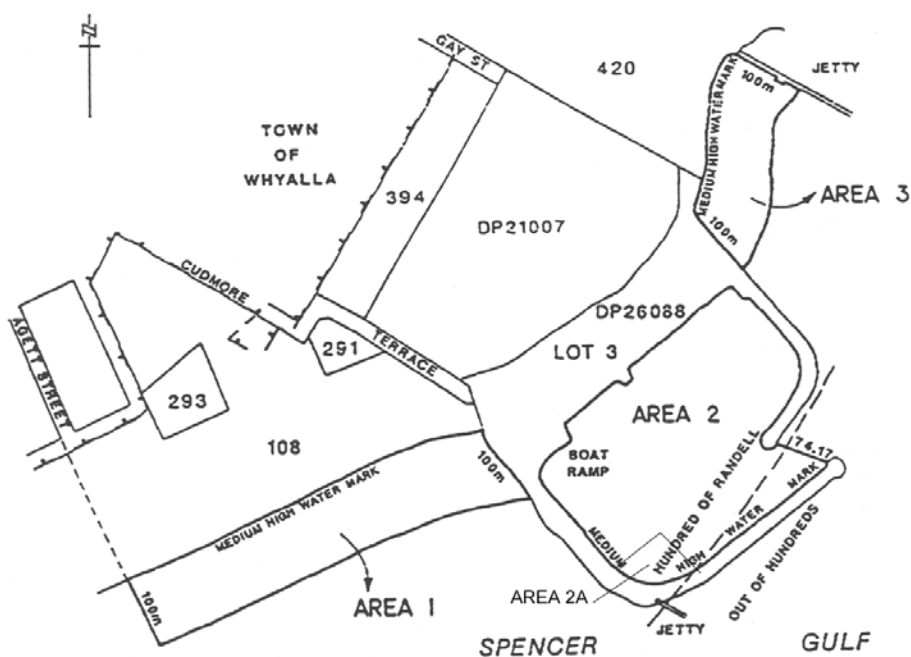 GAY ST
420
JETTY
100m
MEDIUM HIGH WATER MARK
TOWN
OF
WHYALLA
394
AREA 3
DP21007
100m
CUDMORE
TERRACE
DP26088
LOT 3
291
AGETT STREET
293
AREA 2
108
BOAT
RAMP
174.17
100m
HUNDRED OF RANDELL
MEDIUM HIGH WATER MARK
MEDIUM HIGH WATER MARK
OUT OF HUNDREDS
AREA 2A
AREA 1
100m
JETTY
SPENCER GULF